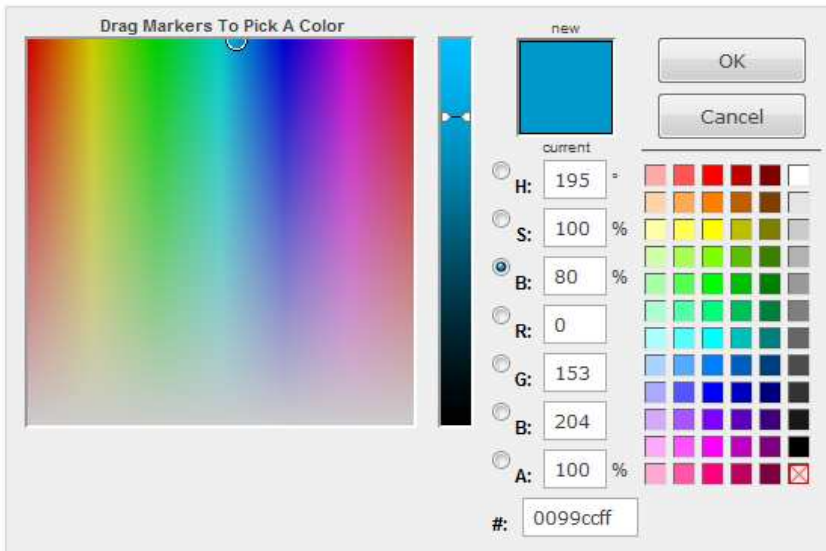 Drag Markers To Pick A Color
new
current
OK
Cancel
H: 195 °
S: 100 %
B: 80 %
R: 0
G: 153
B: 204
A: 100 %
#: 0099ccff